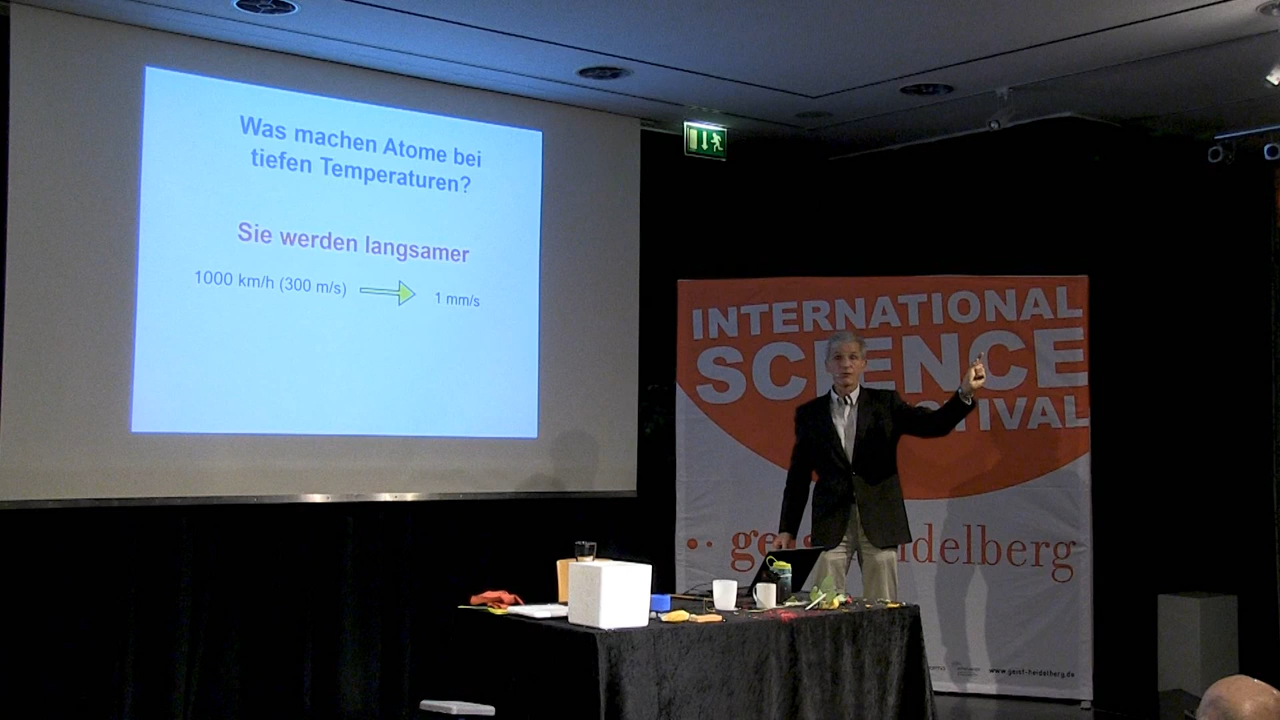 Was machen Atome bei
tiefen Temperaturen?
Sie werden langsamer
1000 km/h (300 m/s)
1 mm/s
INTERNATIONAL
SCIENCE
TIVAL
delberg
www.geist-heidelberg.de